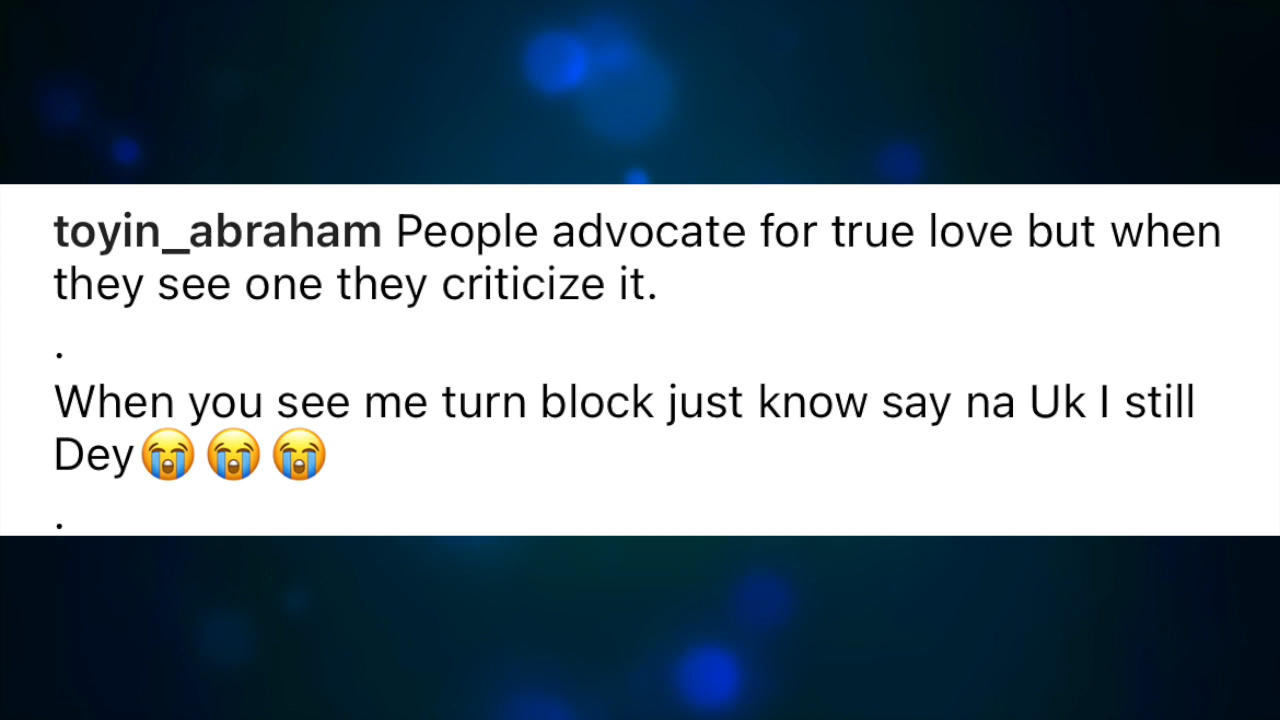 toyin_abraham People advocate for true love but when
they see one they criticize it.
.
When you see me turn block just know say na Uk I still
Dey😭😭😭
.